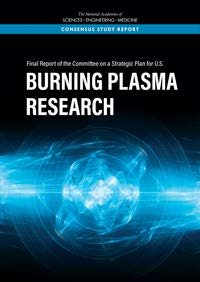 The National Academies of
SCIENCES • ENGINEERING • MEDICINE
CONSENSUS STUDY REPORT
Final Report of the Committee on a Strategic Plan for U.S.
BURNING PLASMA
RESEARCH